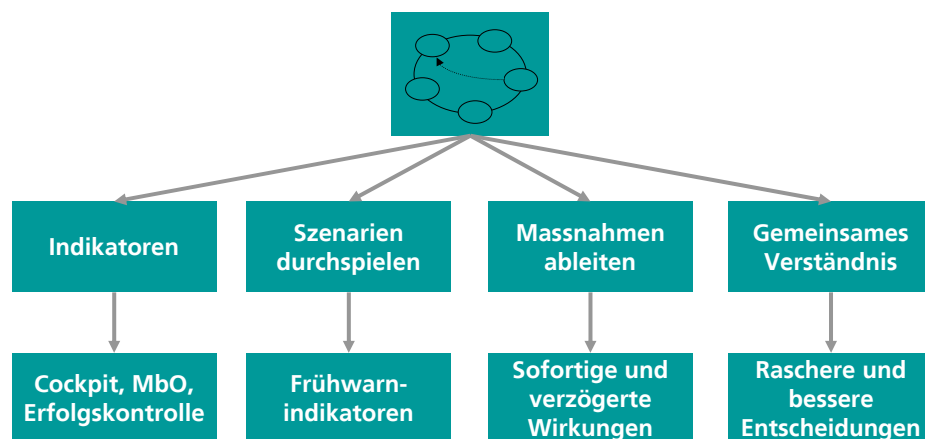 Indikatoren
Szenarien
durchspielen
Massnahmen
ableiten
Gemeinsames
Verständnis
Cockpit, MbO,
Erfolgskontrolle
Frühwarn-
indikatoren
Sofortige und
verzögerte
Wirkungen
Raschere und
bessere
Entscheidungen